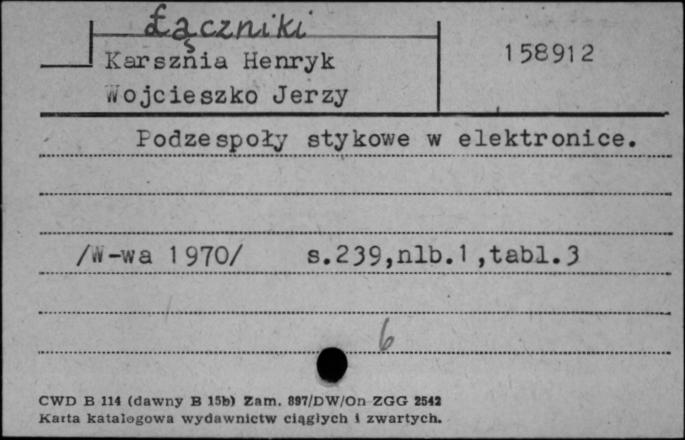 Łączniki
Karsznia Henryk
158912
Wojcieszko Jerzy
Podzespoły stykowe w elektronice.
/W-wa 1970/ s.239,nlb.1,tabl.3
6
CWD B 114 (dawny B 15b) Zam. 897/DW/On ZGG 2542
Karta katalogowa wydawnictw ciągłych i zwartych.